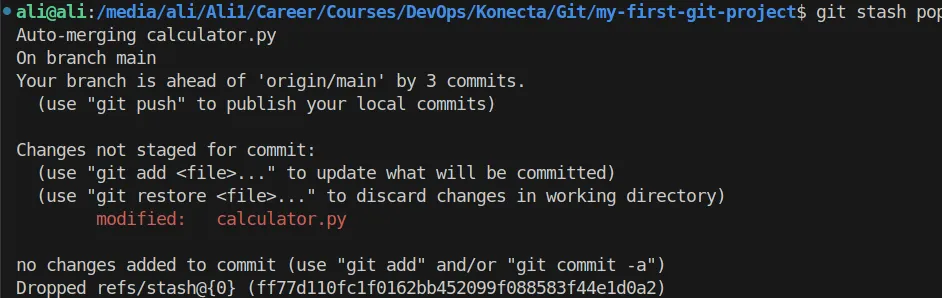 ali@ali:/media/ali/Ali1/Career/Courses/DevOps/Konecta/Git/my-first-git-project$ git stash pop
Auto-merging calculator.py
On branch main
Your branch is ahead of 'origin/main' by 3 commits.
  (use "git push" to publish your local commits)

Changes not staged for commit:
  (use "git add <file>..." to update what will be committed)
  (use "git restore <file>..." to discard changes in working directory)
        modified:   calculator.py

no changes added to commit (use "git add" and/or "git commit -a")
Dropped refs/stash@{0} (ff77d110fc1f0162bb452099f088583f44e1d0a2)